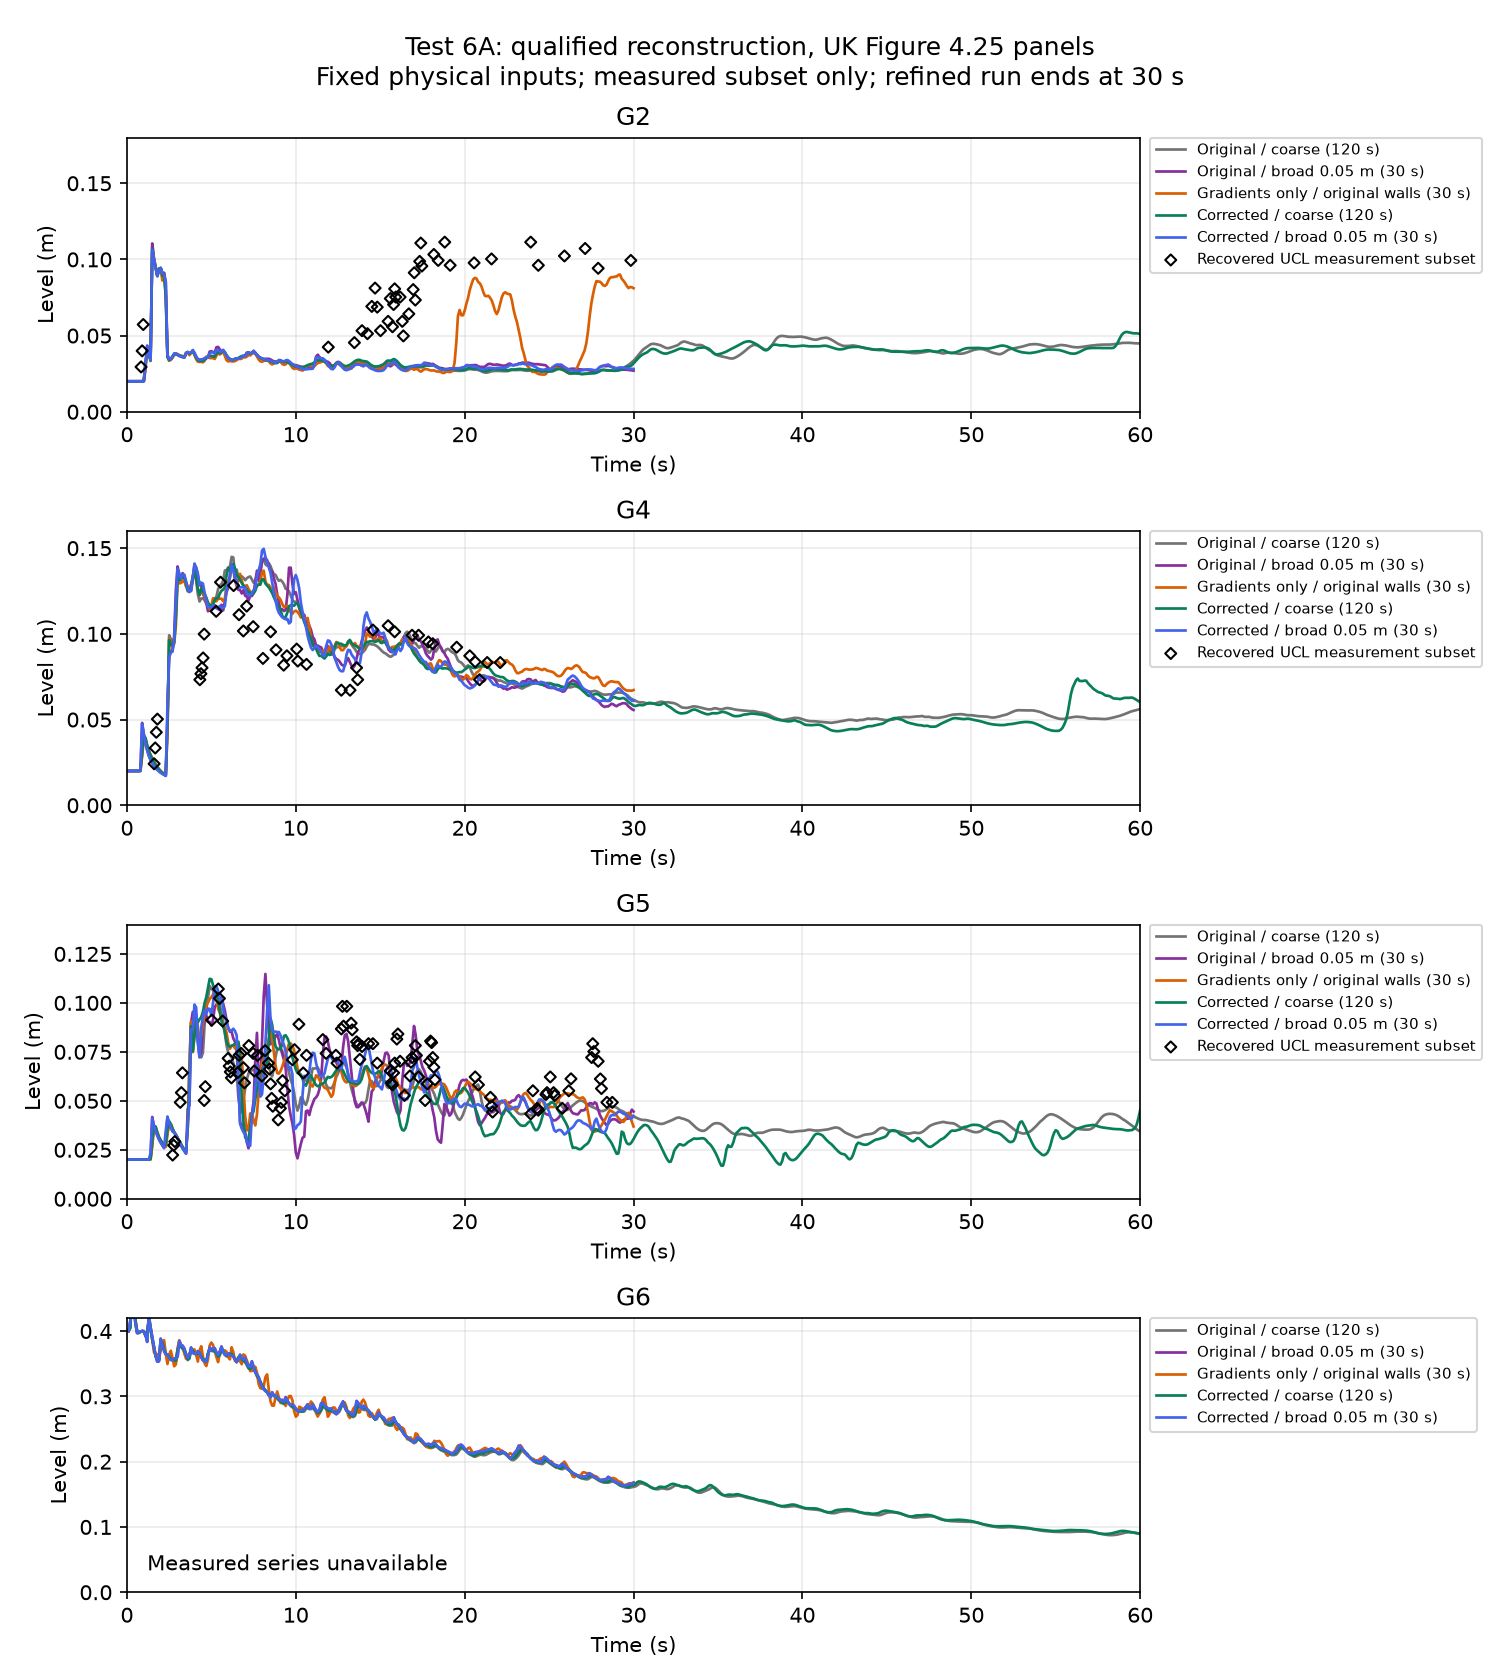 Test 6A: qualified reconstruction, UK Figure 4.25 panels
Fixed physical inputs; measured subset only; refined run ends at 30 s
G2
Level (m)
0.15
0.10
0.05
0.00
0 10 20 30 40 50 60
Time (s)
Original / coarse (120 s)
Original / broad 0.05 m (30 s)
Gradients only / original walls (30 s)
Corrected / coarse (120 s)
Corrected / broad 0.05 m (30 s)
Recovered UCL measurement subset
G4
Level (m)
0.15
0.10
0.05
0.00
0 10 20 30 40 50 60
Time (s)
Original / coarse (120 s)
Original / broad 0.05 m (30 s)
Gradients only / original walls (30 s)
Corrected / coarse (120 s)
Corrected / broad 0.05 m (30 s)
Recovered UCL measurement subset
G5
Level (m)
0.125
0.100
0.075
0.050
0.025
0.000
0 10 20 30 40 50 60
Time (s)
Original / coarse (120 s)
Original / broad 0.05 m (30 s)
Gradients only / original walls (30 s)
Corrected / coarse (120 s)
Corrected / broad 0.05 m (30 s)
Recovered UCL measurement subset
G6
Level (m)
0.4
0.3
0.2
0.1
0.0
Measured series unavailable
0 10 20 30 40 50 60
Time (s)
Original / coarse (120 s)
Original / broad 0.05 m (30 s)
Gradients only / original walls (30 s)
Corrected / coarse (120 s)
Corrected / broad 0.05 m (30 s)